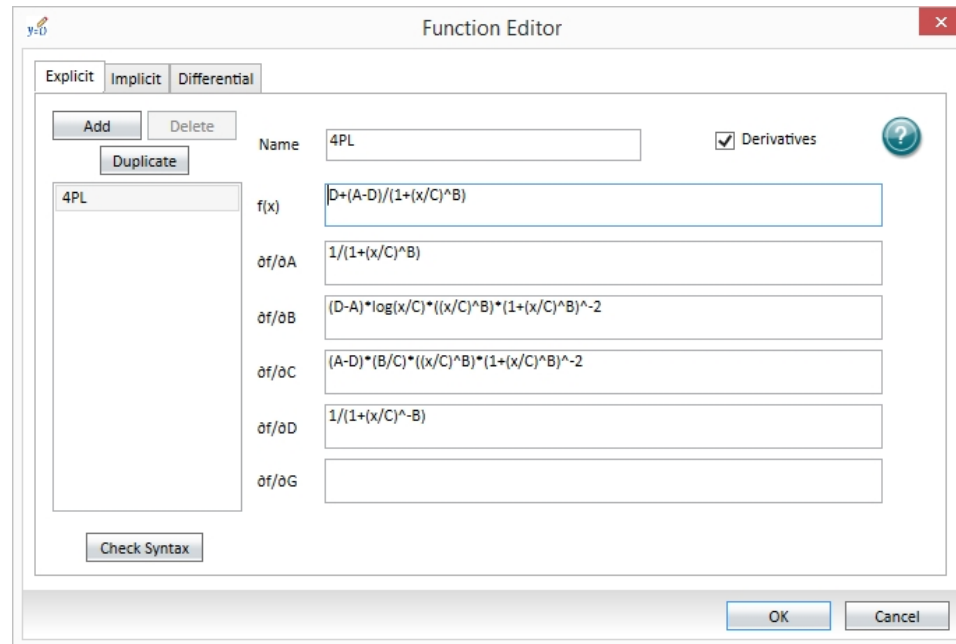 y=()
Function Editor
Explicit Implicit Differential
Add Delete
Duplicate
Name 4PL Derivatives ?
4PL
f(x) D+(A-D)/(1+(x/C)^B)
∂f/∂A 1/(1+(x/C)^B)
∂f/∂B (D-A)*log(x/C)*((x/C)^B)*(1+(x/C)^B)^-2
∂f/∂C (A-D)*(B/C)*((x/C)^B)*(1+(x/C)^B)^-2
∂f/∂D 1/(1+(x/C)^-B)
∂f/∂G
Check Syntax
OK Cancel